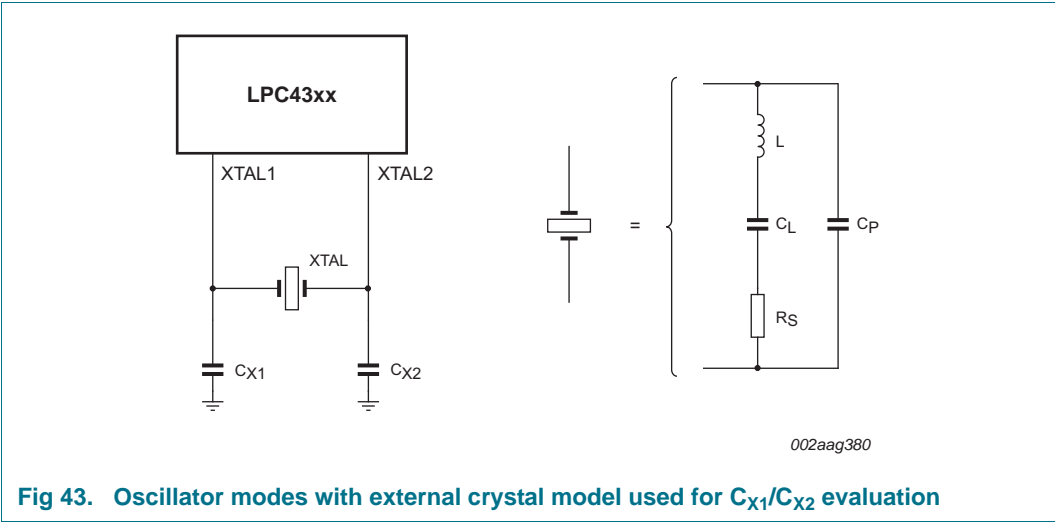 LPC43xx
XTAL1
XTAL2
XTAL
CX1
CX2
=
L
CL
CP
RS
002aag380
Fig 43. Oscillator modes with external crystal model used for CX1/CX2 evaluation